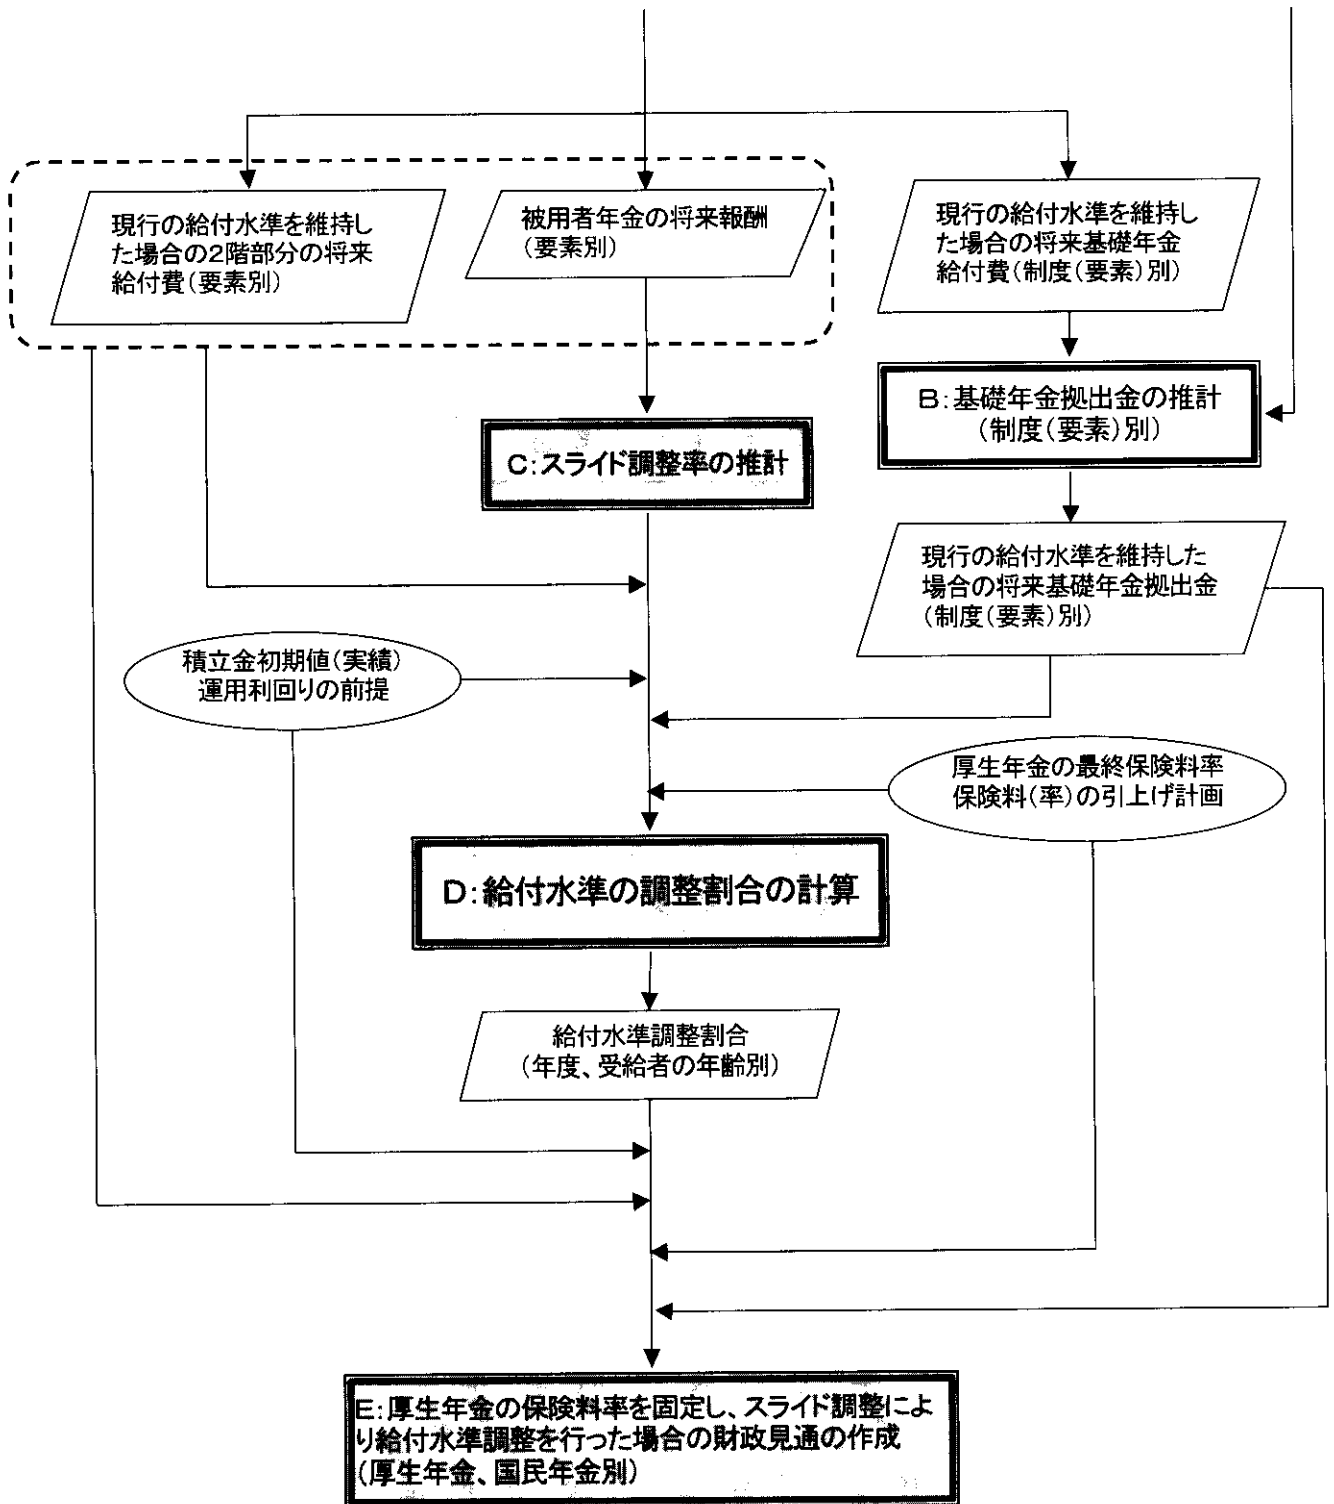 現行の給付水準を維持し
た場合の2階部分の将来
給付費(要素別)
被用者年金の将来報酬
(要素別)
現行の給付水準を維持し
た場合の将来基礎年金
給付費(制度(要素)別)
B:基礎年金拠出金の推計
(制度(要素)別)
C:スライド調整率の推計
現行の給付水準を維持した
場合の将来基礎年金拠出金
(制度(要素)別)
積立金初期値(実績)
運用利回りの前提
厚生年金の最終保険料率
保険料(率)の引上げ計画
D:給付水準の調整割合の計算
給付水準調整割合
(年度、受給者の年齢別)
E:厚生年金の保険料率を固定し、スライド調整によ
り給付水準調整を行った場合の財政見通の作成
(厚生年金、国民年金別)